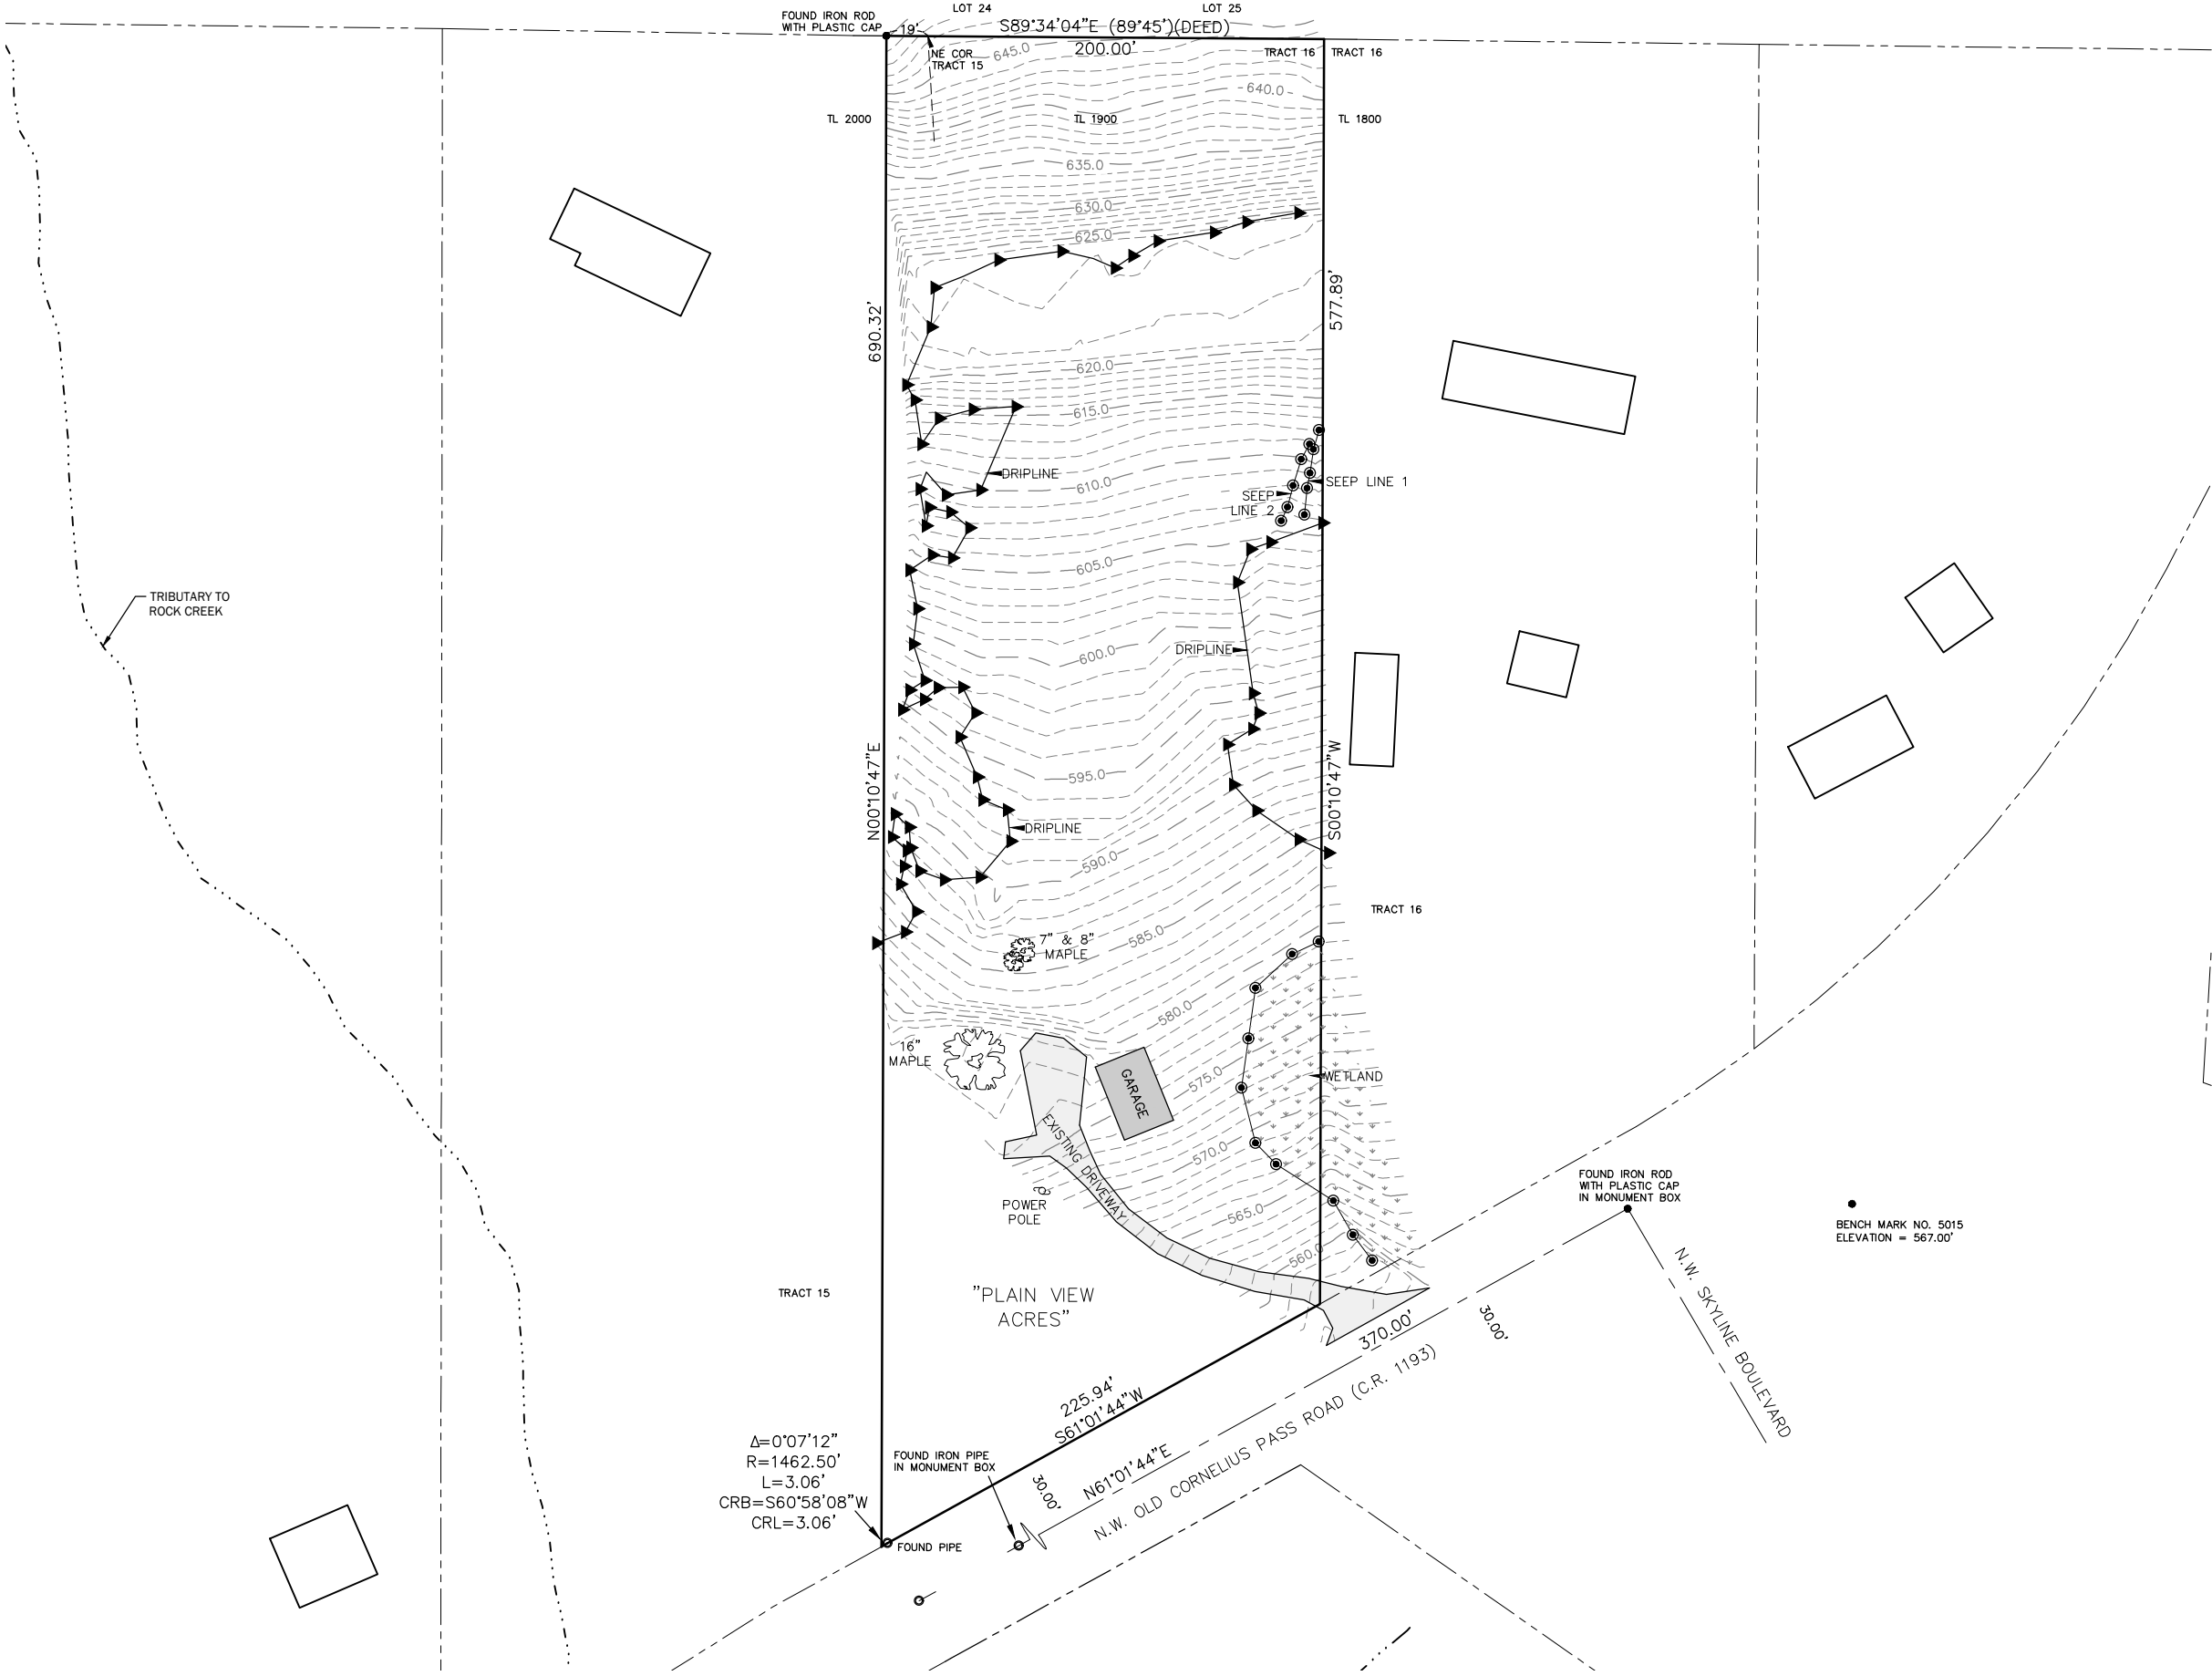 LOT 24
LOT 25
FOUND IRON ROD
WITH PLASTIC CAP
19'
S89°34'04"E (89°45')(DEED)
200.00'
NE COR
TRACT 15
645.0
TRACT 16
TRACT 16
640.0
TL 2000
TL 1900
TL 1800
635.0
630.0
625.0
690.32'
577.89'
620.0
615.0
DRIPLINE
610.0
SEEP LINE 1
SEEP
LINE 2
605.0
TRIBUTARY TO
ROCK CREEK
600.0
DRIPLINE
595.0
N00°10'47"E
S00°10'47"W
DRIPLINE
590.0
TRACT 16
585.0
7" & 8"
MAPLE
580.0
16"
MAPLE
GARAGE
575.0
WETLAND
EXISTING DRIVEWAY
570.0
POWER
POLE
565.0
560.0
FOUND IRON ROD
WITH PLASTIC CAP
IN MONUMENT BOX
BENCH MARK NO. 5015
ELEVATION = 567.00'
N.W. SKYLINE BOULEVARD
TRACT 15
"PLAIN VIEW
ACRES"
370.00'
30.00'
225.94'
S61°01'44"W
N61°01'44"E
N.W. OLD CORNELIUS PASS ROAD (C.R. 1193)
30.00'
FOUND IRON PIPE
IN MONUMENT BOX
Δ=0°07'12"
R=1462.50'
L=3.06'
CRB=S60°58'08"W
CRL=3.06'
FOUND PIPE